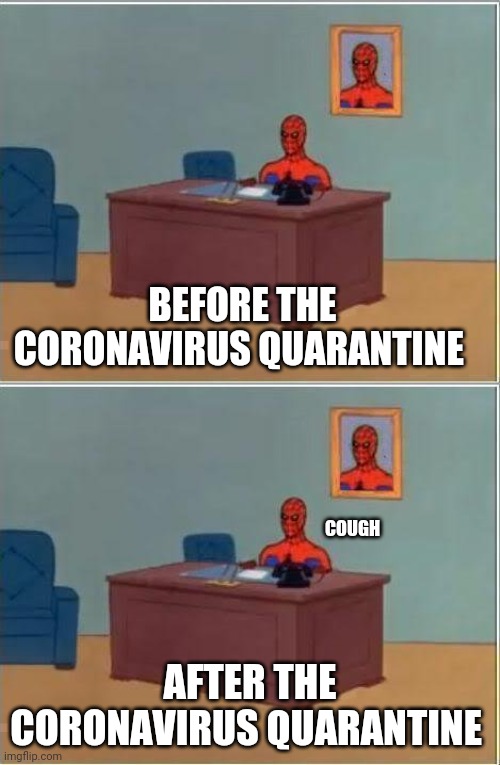 BEFORE THE
CORONAVIRUS QUARANTINE
COUGH
AFTER THE
CORONAVIRUS QUARANTINE
imgflip.com